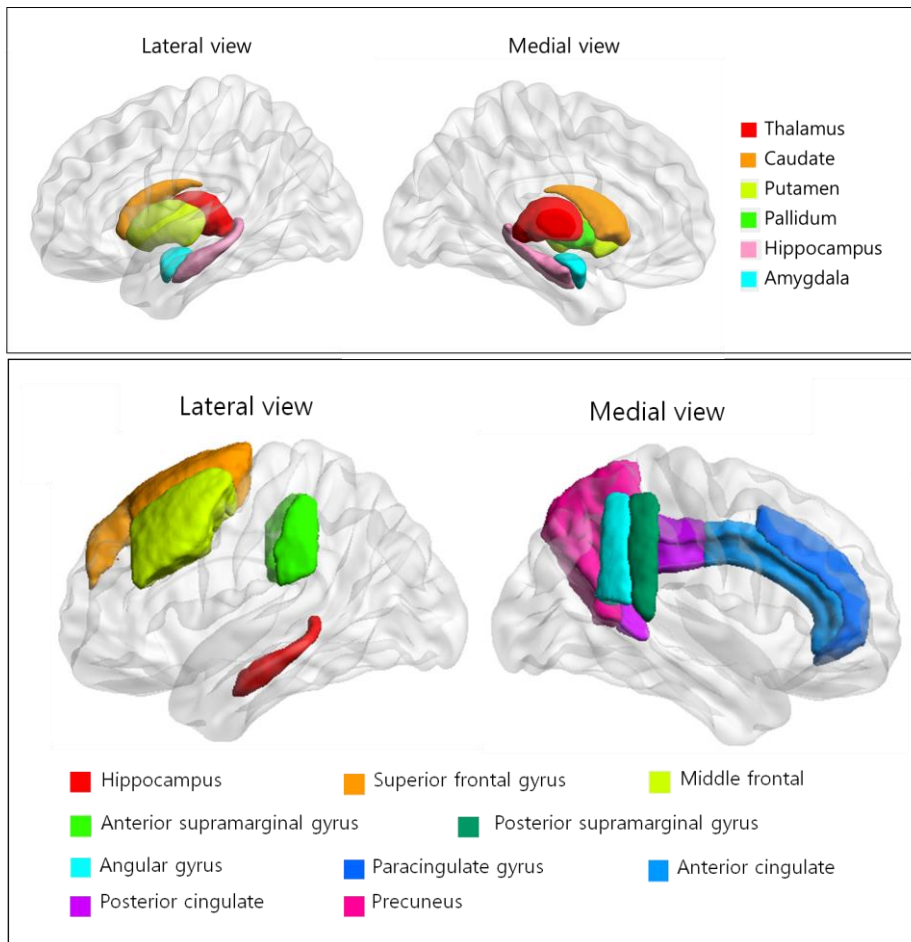 Lateral view
Medial view
Thalamus
Caudate
Putamen
Pallidum
Hippocampus
Amygdala
Lateral view
Medial view
Hippocampus
Superior frontal gyrus
Middle frontal
Anterior supramarginal gyrus
Posterior supramarginal gyrus
Angular gyrus
Paracingulate gyrus
Anterior cingulate
Posterior cingulate
Precuneus